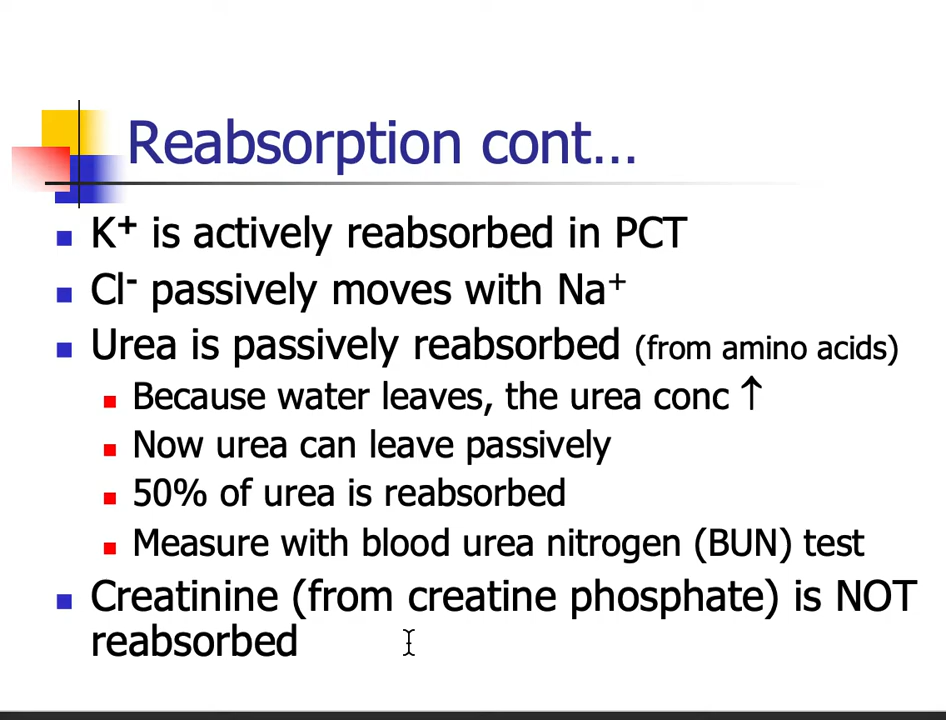 Reabsorption cont...
K+ is actively reabsorbed in PCT
Cl- passively moves with Na+
Urea is passively reabsorbed (from amino acids)
Because water leaves, the urea conc ↑
Now urea can leave passively
50% of urea is reabsorbed
Measure with blood urea nitrogen (BUN) test
Creatinine (from creatine phosphate) is NOT
reabsorbed